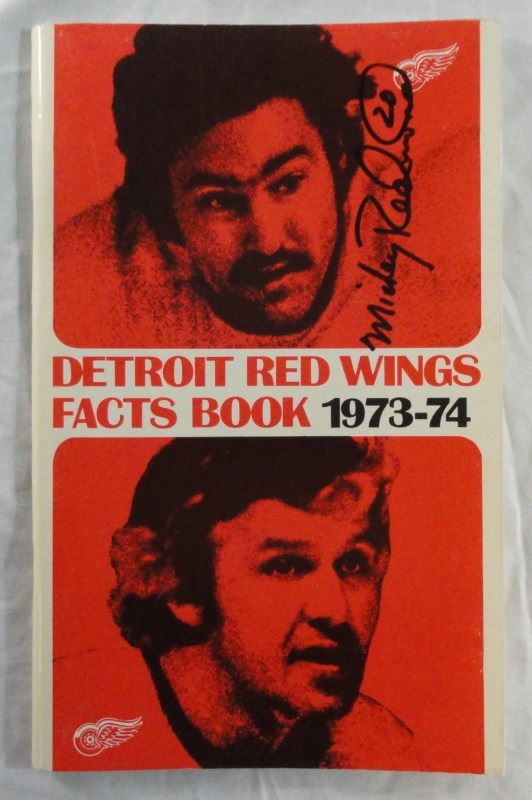 Mickey Redmond 20
DETROIT RED WINGS
FACTS BOOK 1973-74